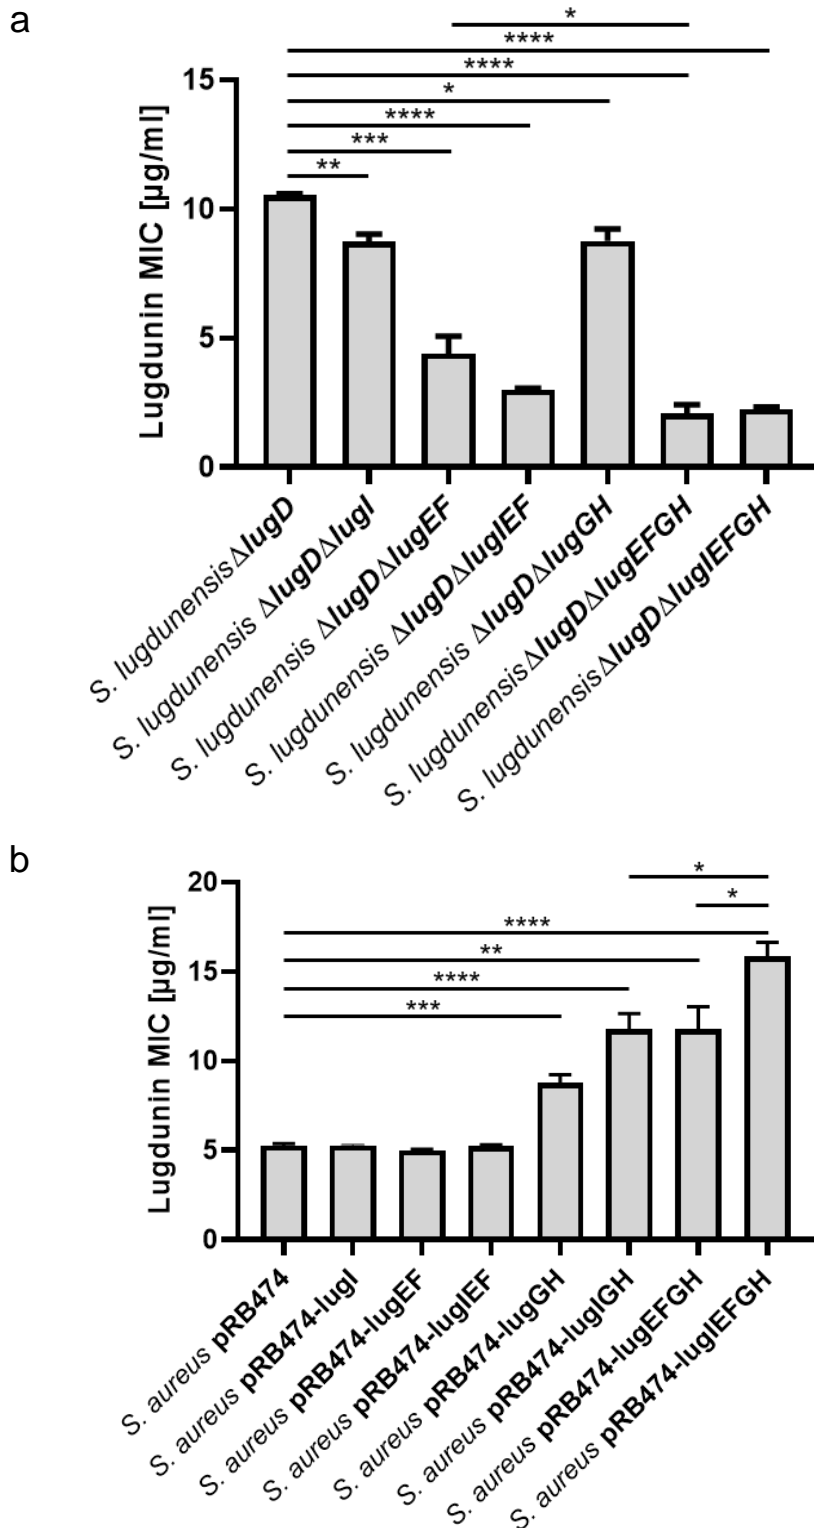 a
*
****
****
*
****
***
**
Lugdunin MIC [µg/ml]
15
10
5
0
S. lugdunensisΔlugD
S. lugdunensis ΔlugDΔlugI
S. lugdunensis ΔlugDΔlugEF
S. lugdunensis ΔlugDΔlugIEF
S. lugdunensis ΔlugDΔlugGH
S. lugdunensisΔlugDΔlugEFGH
S. lugdunensisΔlugDΔlugIEFGH
b
*
*
****
**
****
***
Lugdunin MIC [µg/ml]
20
15
10
5
0
S. aureus pRB474
S. aureus pRB474-lugI
S. aureus pRB474-lugEF
S. aureus pRB474-lugIEF
S. aureus pRB474-lugGH
S. aureus pRB474-lugIGH
S. aureus pRB474-lugEFGH
S. aureus pRB474-lugIEFGH